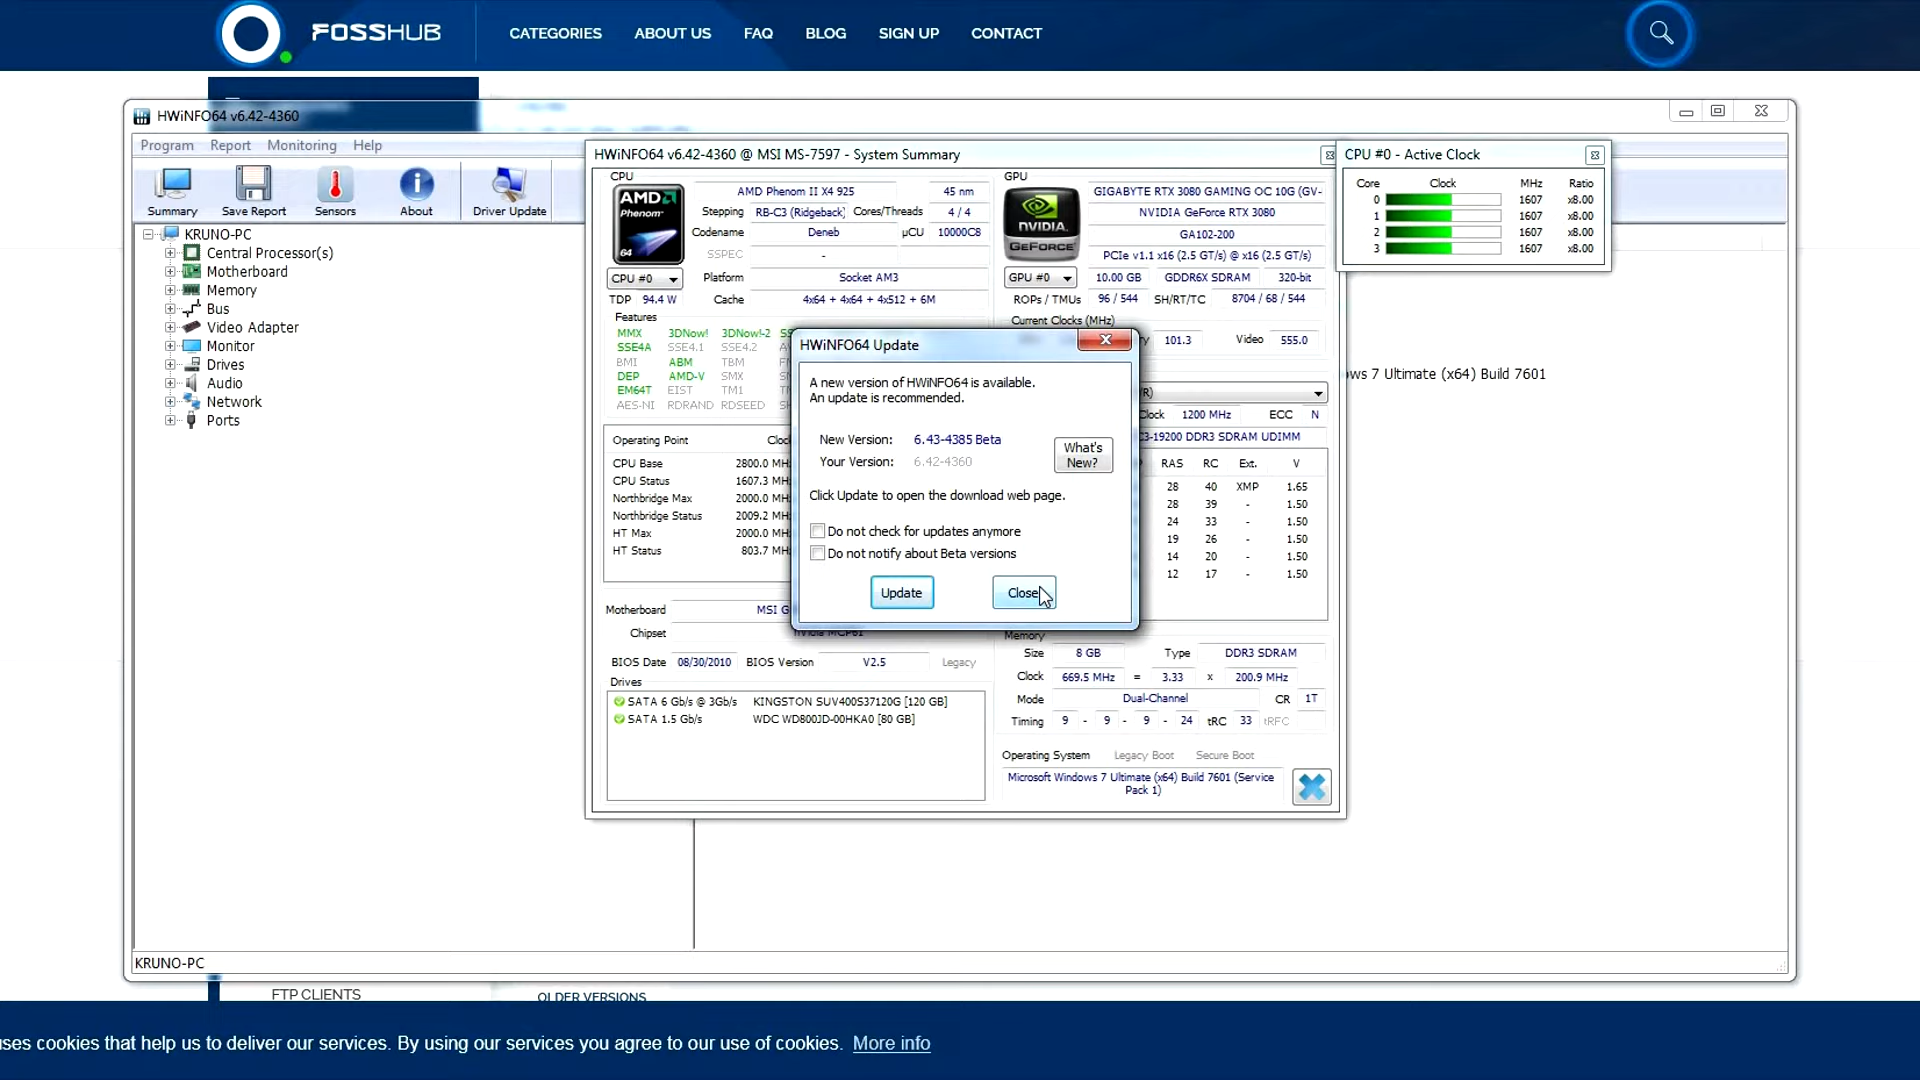 FOSSHUB CATEGORIES ABOUT US FAQ BLOG SIGN UP CONTACT
HWiNFO64 v6.42-4360
Program Report Monitoring Help
Summary Save Report Sensors About Driver Update
KRUNO-PC
Central Processor(s)
Motherboard
Memory
Bus
Video Adapter
Monitor
Drives
Audio
Network
Ports
HWiNFO64 v6.42-4360 @ MSI MS-7597 - System Summary
CPU
AMD
Phenom
64
AMD Phenom II X4 925 45 nm
Stepping RB-C3 (Ridgeback) Cores/Threads 4 / 4
Codename Deneb µCU 10000C8
SSPEC -
CPU #0 Platform Socket AM3
TDP 94.4 W Cache 4x64 + 4x64 + 4x512 + 6M
Features
MMX 3DNow! 3DNow!-2
SSE4A SSE4.1 SSE4.2
BMI ABM TBM
DEP AMD-V SMX
EM64T EIST TM1
AES-NI RDRAND RDSEED
Operating Point
CPU Base 2800.0 MHz
CPU Status 1607.3 MHz
Northbridge Max 2000.0 MHz
Northbridge Status 2009.2 MHz
HT Max 2000.0 MHz
HT Status 803.7 MHz
Motherboard MSI G
Chipset nVidia MCP61
BIOS Date 08/30/2010 BIOS Version V2.5 Legacy
Drives
SATA 6 Gb/s @ 3Gb/s KINGSTON SUV400S37120G [120 GB]
SATA 1.5 Gb/s WDC WD800JD-00HKA0 [80 GB]
GPU
NVIDIA
GEFORCE
GIGABYTE RTX 3080 GAMING OC 10G (GV-
NVIDIA GeForce RTX 3080
GA102-200
PCIe v1.1 x16 (2.5 GT/s) @ x16 (2.5 GT/s)
GPU #0 10.00 GB GDDR6X SDRAM 320-bit
ROPs / TMUs 96 / 544 SH/RT/TC 8704 / 68 / 544
Current Clocks (MHz)
ry 101.3 Video 555.0
Clock 1200 MHz ECC N
C3-19200 DDR3 SDRAM UDIMM
RAS RC Ext. V
28 40 XMP 1.65
28 39 - 1.50
24 33 - 1.50
19 26 - 1.50
14 20 - 1.50
12 17 - 1.50
Memory
Size 8 GB Type DDR3 SDRAM
Clock 669.5 MHz = 3.33 x 200.9 MHz
Mode Dual-Channel CR 1T
Timing 9 - 9 - 9 - 24 tRC 33 tRFC
Operating System Legacy Boot Secure Boot
Microsoft Windows 7 Ultimate (x64) Build 7601 (Service
Pack 1)
CPU #0 - Active Clock
Core Clock MHz Ratio
0 1607 x8.00
1 1607 x8.00
2 1607 x8.00
3 1607 x8.00
ws 7 Ultimate (x64) Build 7601
HWiNFO64 Update
A new version of HWiNFO64 is available.
An update is recommended.
New Version: 6.43-4385 Beta
Your Version: 6.42-4360
What's
New?
Click Update to open the download web page.
Do not check for updates anymore
Do not notify about Beta versions
Update Close
KRUNO-PC
FTP CLIENTS OLDER VERSIONS
uses cookies that help us to deliver our services. By using our services you agree to our use of cookies. More info